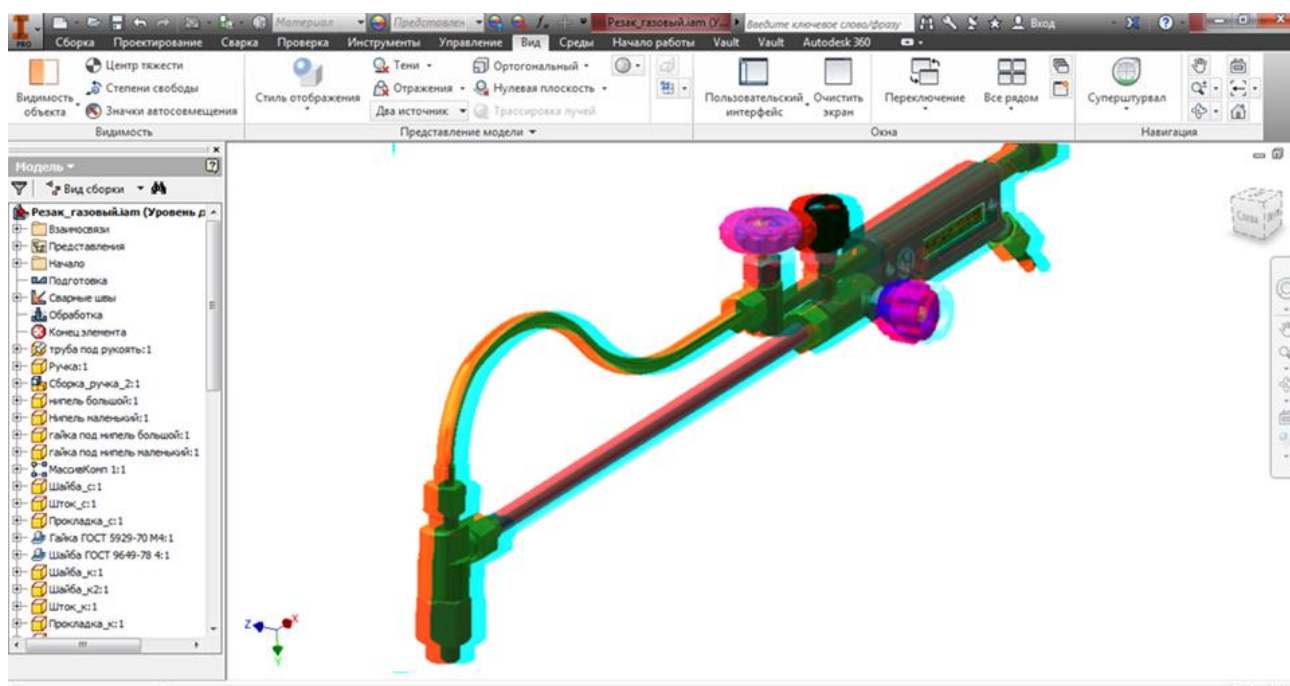 Материал
Представлен
Резак_газовый.iam (У...
Введите ключевое слово/фразу
Вход
PRO
Сборка Проектирование Сварка Проверка Инструменты Управление Вид Среды Начало работы Vault Vault Autodesk 360
Видимость объекта
Центр тяжести
Степени свободы
Значки автосовмещения
Стиль отображения
Тени
Отражения
Два источник
Ортогональный
Нулевая плоскость
Трассировка лучей
Пользовательский интерфейс
Очистить экран
Переключение
Все рядом
Суперштурвал
Видимость
Представление модели
Окна
Навигация
Модель
Вид сборки
Резак_газовый.iam (Уровень д
Взаимосвязи
Представления
Начало
Подготовка
Сварные швы
Обработка
Конец элемента
труба под рукоять:1
Ручка:1
Сборка_ручка_2:1
нипель большой:1
Нипель маленький:1
гайка под нипель большой:1
гайка под нипель маленький:1
МассивКомп 1:1
Шайба_с:1
Шток_с:1
Прокладка_с:1
Гайка ГОСТ 5929-70 М4:1
Шайба ГОСТ 9649-78 4:1
Шайба_к:1
Шайба_к2:1
Шток_к:1
Прокладка_к:1
Слева
Z
X
Y